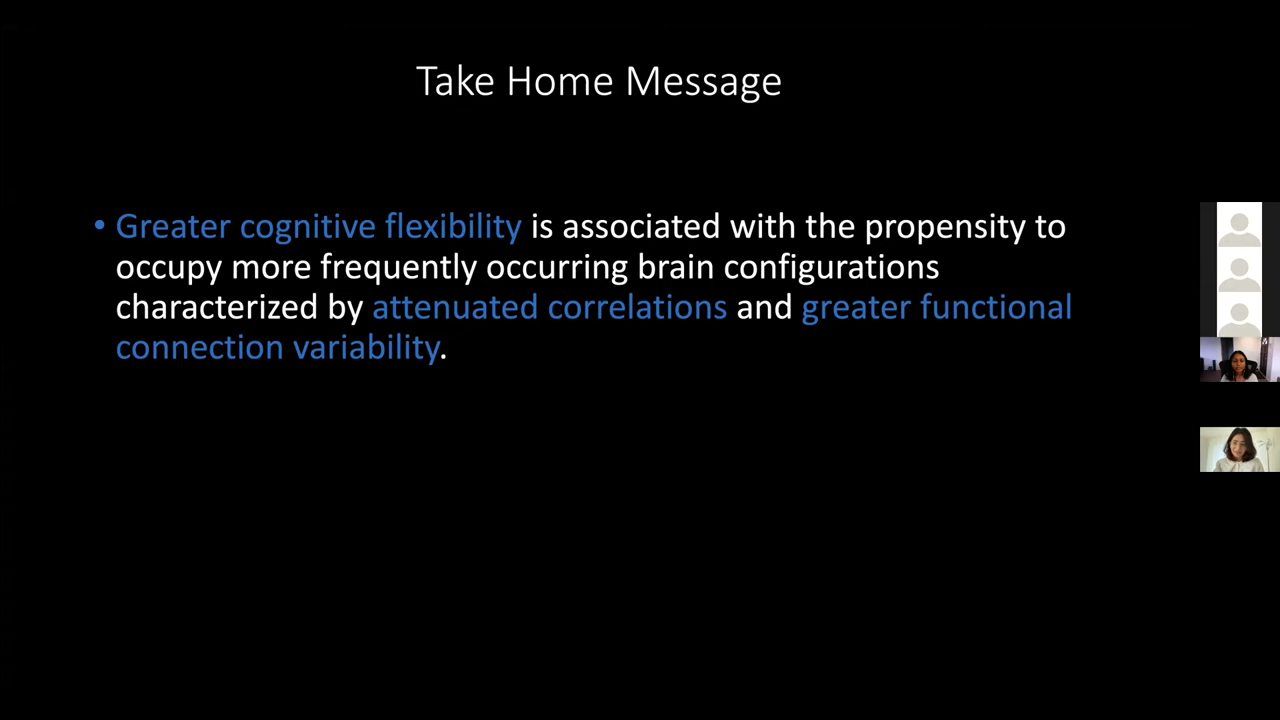 Take Home Message
• Greater cognitive flexibility is associated with the propensity to
occupy more frequently occurring brain configurations
characterized by attenuated correlations and greater functional
connection variability.